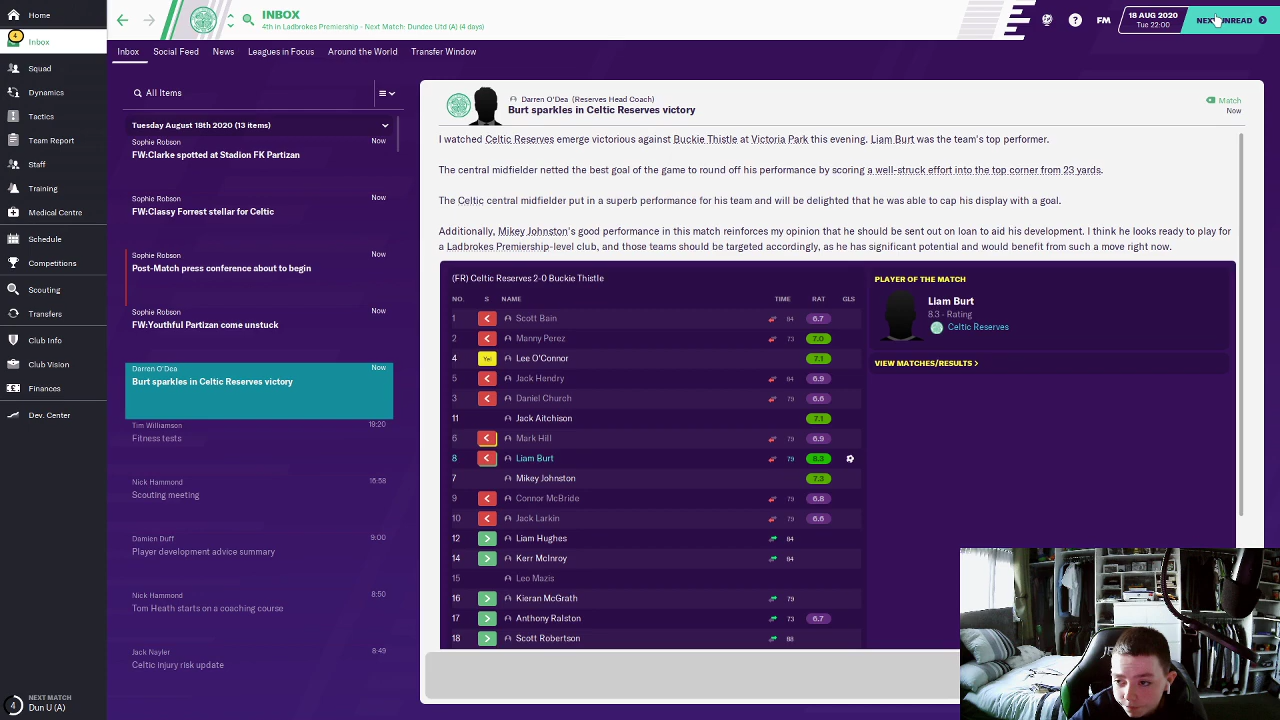 INBOX
4th in Ladbrokes Premiership - Next Match: Dundee Utd (A) (4 days)
FM
18 AUG 2020
Tue 22:00
NEXT UNREAD
4
Inbox
Squad
Dynamics
Tactics
Team Report
Staff
Training
Medical Centre
Schedule
Competitions
Scouting
Transfers
Club Info
Club Vision
Finances
Dev. Center
NEXT MATCH
Dun U (A)
Inbox Social Feed News Leagues in Focus Around the World Transfer Window
All Items
Tuesday August 18th 2020 (13 items)
Sophie Robson Now
FW:Clarke spotted at Stadion FK Partizan
Sophie Robson Now
FW:Classy Forrest stellar for Celtic
Sophie Robson Now
Post-Match press conference about to begin
Sophie Robson Now
FW:Youthful Partizan come unstuck
Darren O'Dea Now
Burt sparkles in Celtic Reserves victory
Tim Williamson 19:20
Fitness tests
Nick Hammond 16:58
Scouting meeting
Damien Duff 9:00
Player development advice summary
Nick Hammond 8:50
Tom Heath starts on a coaching course
Jack Nayler 8:49
Celtic injury risk update
Darren O'Dea (Reserves Head Coach)
Burt sparkles in Celtic Reserves victory
Match
Now
I watched Celtic Reserves emerge victorious against Buckie Thistle at Victoria Park this evening. Liam Burt was the team's top performer.
The central midfielder netted the best goal of the game to round off his performance by scoring a well-struck effort into the top corner from 23 yards.
The Celtic central midfielder put in a superb performance for his team and will be delighted that he was able to cap his display with a goal.
Additionally, Mikey Johnston's good performance in this match reinforces my opinion that he should be sent out on loan to aid his development. I think he looks ready to play for
a Ladbrokes Premiership-level club, and those teams should be targeted accordingly, as he has significant potential and would benefit from such a move right now.
(FR) Celtic Reserves 2-0 Buckie Thistle
NO. S NAME TIME RAT GLS
1 Scott Bain 84 6.7
2 Manny Perez 73 7.0
4 Yel Lee O'Connor 7.1
5 Jack Hendry 84 6.9
3 Daniel Church 79 6.6
11 Jack Aitchison 7.1
6 Mark Hill 79 6.9
8 Liam Burt 79 8.3
7 Mikey Johnston 7.3
9 Connor McBride 79 6.8
10 Jack Larkin 79 6.6
12 Liam Hughes 84
14 Kerr McInroy 84
15 Leo Mazis
16 Kieran McGrath 79
17 Anthony Ralston 73 6.7
18 Scott Robertson 88
PLAYER OF THE MATCH
Liam Burt
8.3 - Rating
Celtic Reserves
VIEW MATCHES/RESULTS >